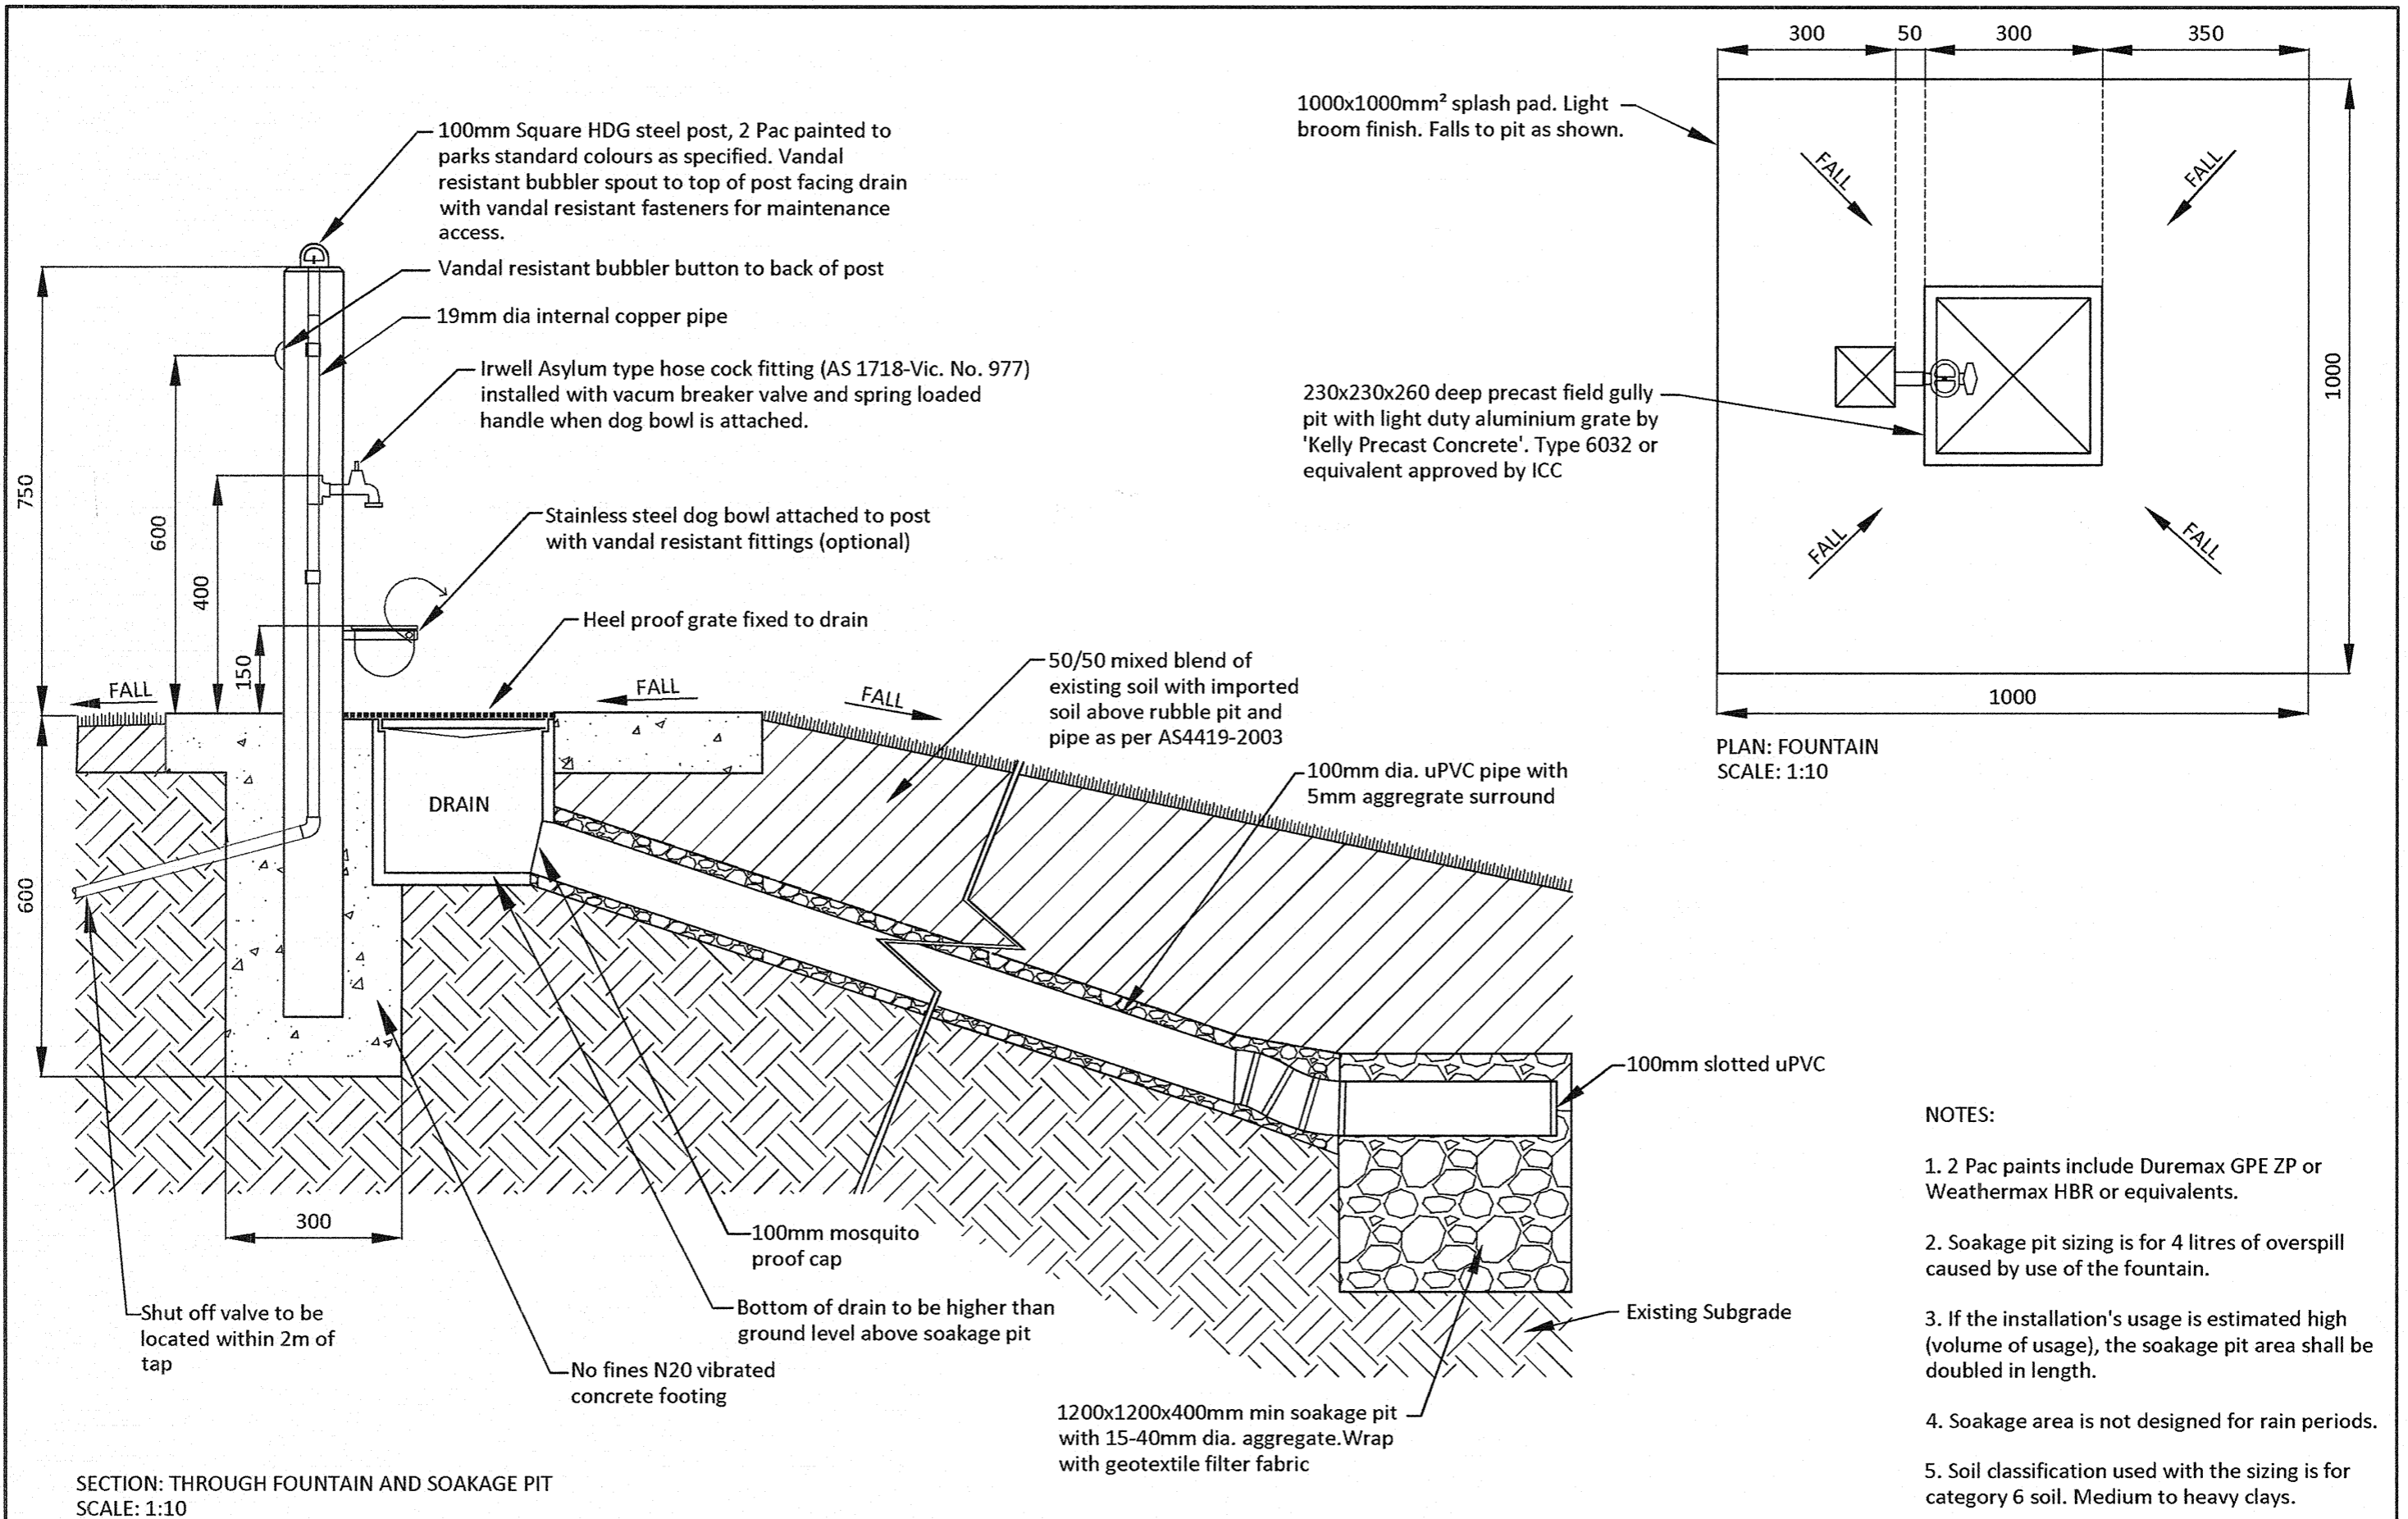 100mm Square HDG steel post, 2 Pac painted to
parks standard colours as specified. Vandal
resistant bubbler spout to top of post facing drain
with vandal resistant fasteners for maintenance
access.
Vandal resistant bubbler button to back of post
19mm dia internal copper pipe
Irwell Asylum type hose cock fitting (AS 1718-Vic. No. 977)
installed with vacum breaker valve and spring loaded
handle when dog bowl is attached.
Stainless steel dog bowl attached to post
with vandal resistant fittings (optional)
Heel proof grate fixed to drain
50/50 mixed blend of
existing soil with imported
soil above rubble pit and
pipe as per AS4419-2003
100mm dia. uPVC pipe with
5mm aggregrate surround
750
600
400
150
600
300
FALL
FALL
FALL
DRAIN
100mm slotted uPVC
100mm mosquito
proof cap
Bottom of drain to be higher than
ground level above soakage pit
No fines N20 vibrated
concrete footing
Shut off valve to be
located within 2m of
tap
Existing Subgrade
1200x1200x400mm min soakage pit
with 15-40mm dia. aggregate.Wrap
with geotextile filter fabric
SECTION: THROUGH FOUNTAIN AND SOAKAGE PIT
SCALE: 1:10
300
50
300
350
1000x1000mm² splash pad. Light
broom finish. Falls to pit as shown.
FALL
FALL
230x230x260 deep precast field gully
pit with light duty aluminium grate by
'Kelly Precast Concrete'. Type 6032 or
equivalent approved by ICC
FALL
FALL
1000
1000
PLAN: FOUNTAIN
SCALE: 1:10
NOTES:
1. 2 Pac paints include Duremax GPE ZP or
Weathermax HBR or equivalents.
2. Soakage pit sizing is for 4 litres of overspill
caused by use of the fountain.
3. If the installation's usage is estimated high
(volume of usage), the soakage pit area shall be
doubled in length.
4. Soakage area is not designed for rain periods.
5. Soil classification used with the sizing is for
category 6 soil. Medium to heavy clays.